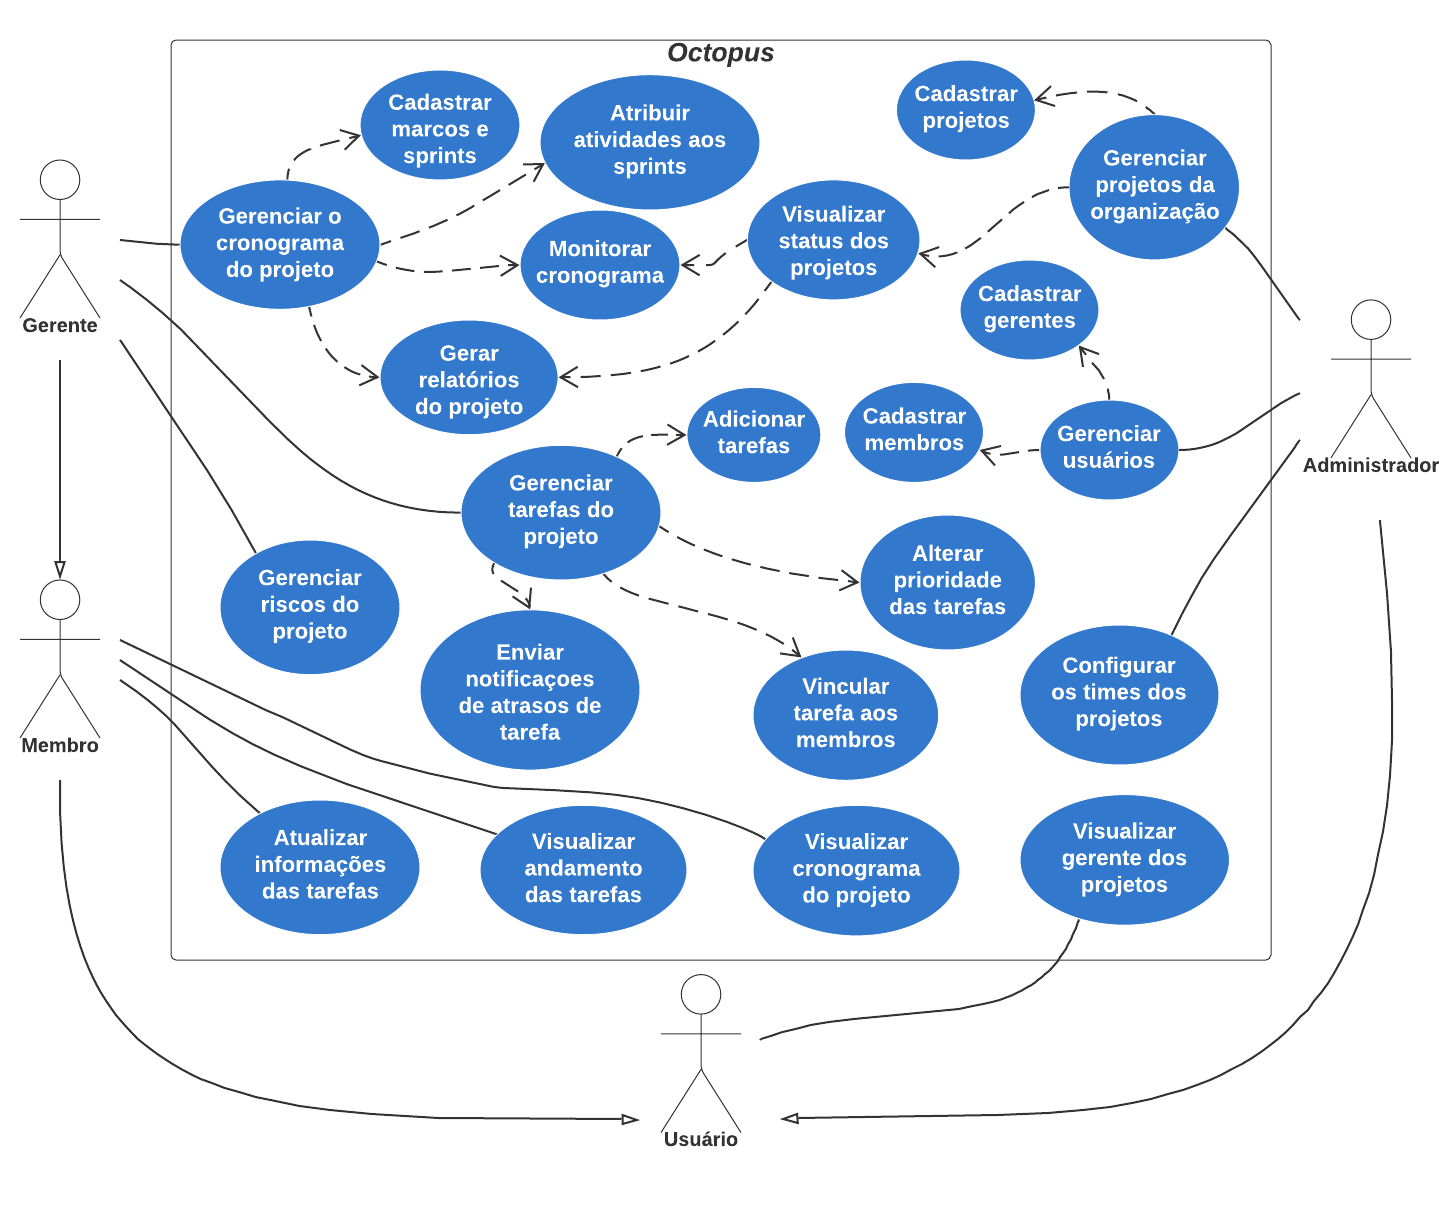 Octopus
Cadastrar
marcos e
sprints
Atribuir
atividades aos
sprints
Cadastrar
projetos
Gerenciar
projetos da
organização
Gerenciar o
cronograma
do projeto
Monitorar
cronograma
Visualizar
status dos
projetos
Cadastrar
gerentes
Gerente
Gerar
relatórios
do projeto
Adicionar
tarefas
Cadastrar
membros
Gerenciar
usuários
Administrador
Gerenciar
tarefas do
projeto
Alterar
prioridade
das tarefas
Gerenciar
riscos do
projeto
Enviar
notificaçoes
de atrasos de
tarefa
Vincular
tarefa aos
membros
Configurar
os times dos
projetos
Membro
Atualizar
informações
das tarefas
Visualizar
andamento
das tarefas
Visualizar
cronograma
do projeto
Visualizar
gerente dos
projetos
Usuário